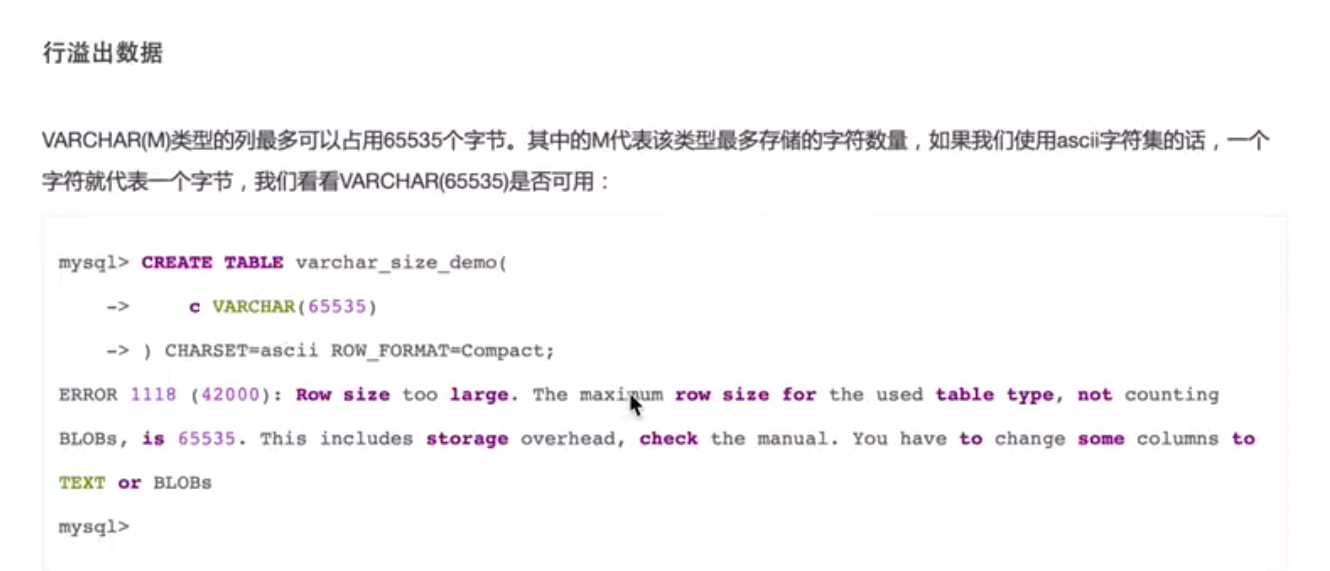 行溢出数据
VARCHAR(M)类型的列最多可以占用65535个字节。其中的M代表该类型最多存储的字符数量，如果我们使用ascii字符集的话，一个
字符就代表一个字节，我们看看VARCHAR(65535)是否可用：
mysql> CREATE TABLE varchar_size_demo(
    ->     c VARCHAR(65535)
    -> ) CHARSET=ascii ROW_FORMAT=Compact;
ERROR 1118 (42000): Row size too large. The maximum row size for the used table type, not counting
BLOBs, is 65535. This includes storage overhead, check the manual. You have to change some columns to
TEXT or BLOBs
mysql>